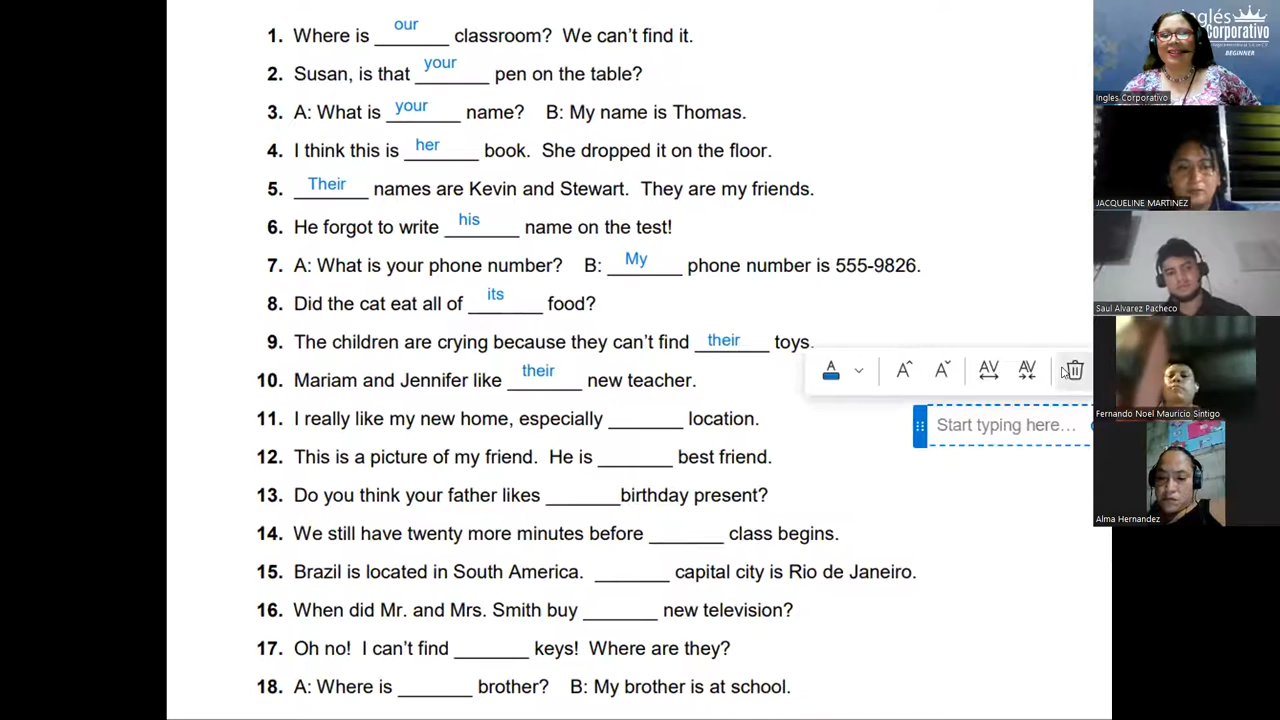 1. Where is our classroom? We can't find it.
2. Susan, is that your pen on the table?
3. A: What is your name? B: My name is Thomas.
4. I think this is her book. She dropped it on the floor.
5. Their names are Kevin and Stewart. They are my friends.
6. He forgot to write his name on the test!
7. A: What is your phone number? B: My phone number is 555-9826.
8. Did the cat eat all of its food?
9. The children are crying because they can't find their toys.
10. Mariam and Jennifer like their new teacher.
11. I really like my new home, especially _______ location.
Start typing here...
12. This is a picture of my friend. He is _______ best friend.
13. Do you think your father likes _______birthday present?
14. We still have twenty more minutes before _______ class begins.
15. Brazil is located in South America. _______ capital city is Rio de Janeiro.
16. When did Mr. and Mrs. Smith buy _______ new television?
17. Oh no! I can't find _______ keys! Where are they?
18. A: Where is _______ brother? B: My brother is at school.
A
A
A
AV
AV
inglés
Corporativo
BEGINNER
Ingles Corporativo
JACQUELINE MARTINEZ
Saul Alvarez Pacheco
Fernando Noel Mauricio Sintigo
Alma Hernandez